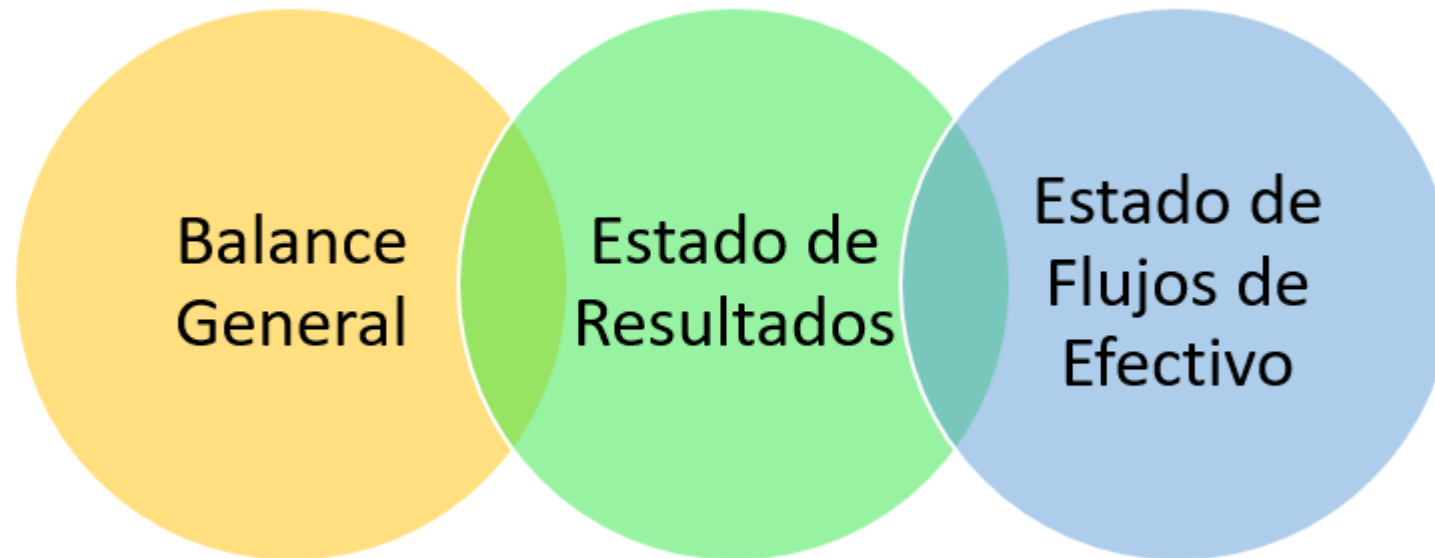 Balance
General
Estado de
Resultados
Estado de
Flujos de
Efectivo